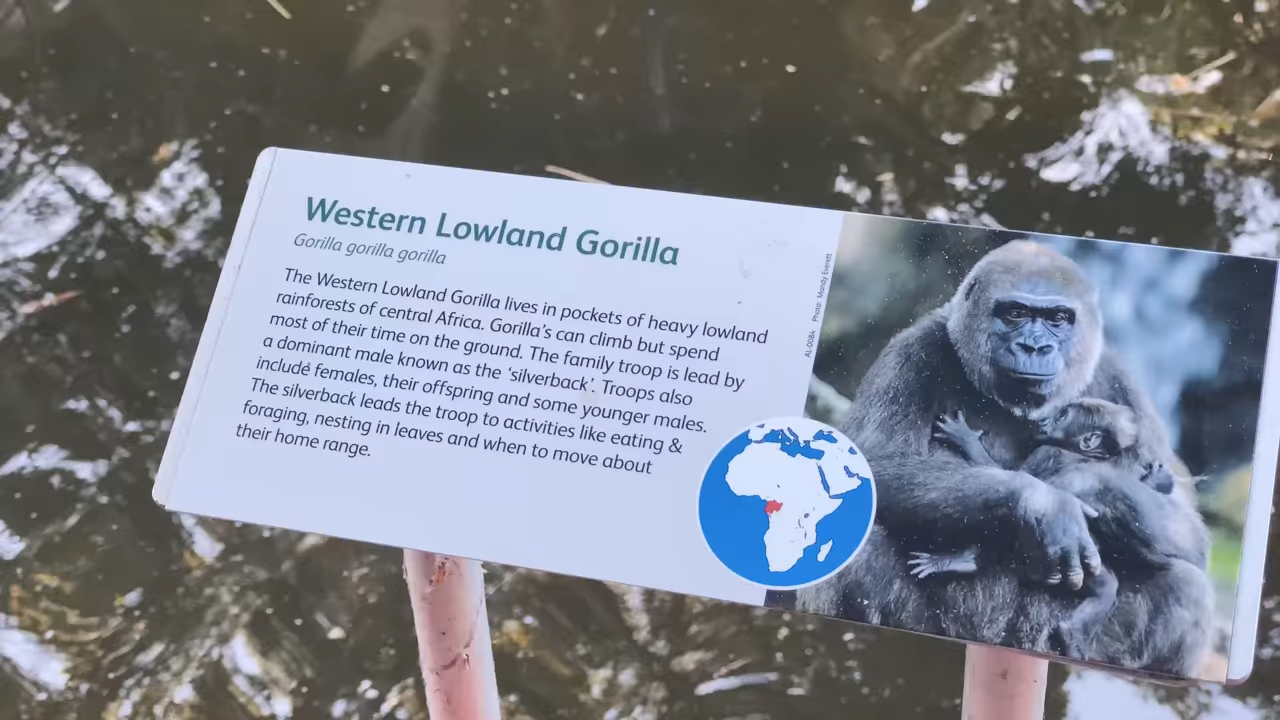 Western Lowland Gorilla
Gorilla gorilla gorilla
The Western Lowland Gorilla lives in pockets of heavy lowland
rainforests of central Africa. Gorilla's can climb but spend
most of their time on the ground. The family troop is lead by
a dominant male known as the ‘silverback’. Troops also
include females, their offspring and some younger males.
The silverback leads the troop to activities like eating &
foraging, nesting in leaves and when to move about
their home range.
AL-0084 Photo: Mandy Everett